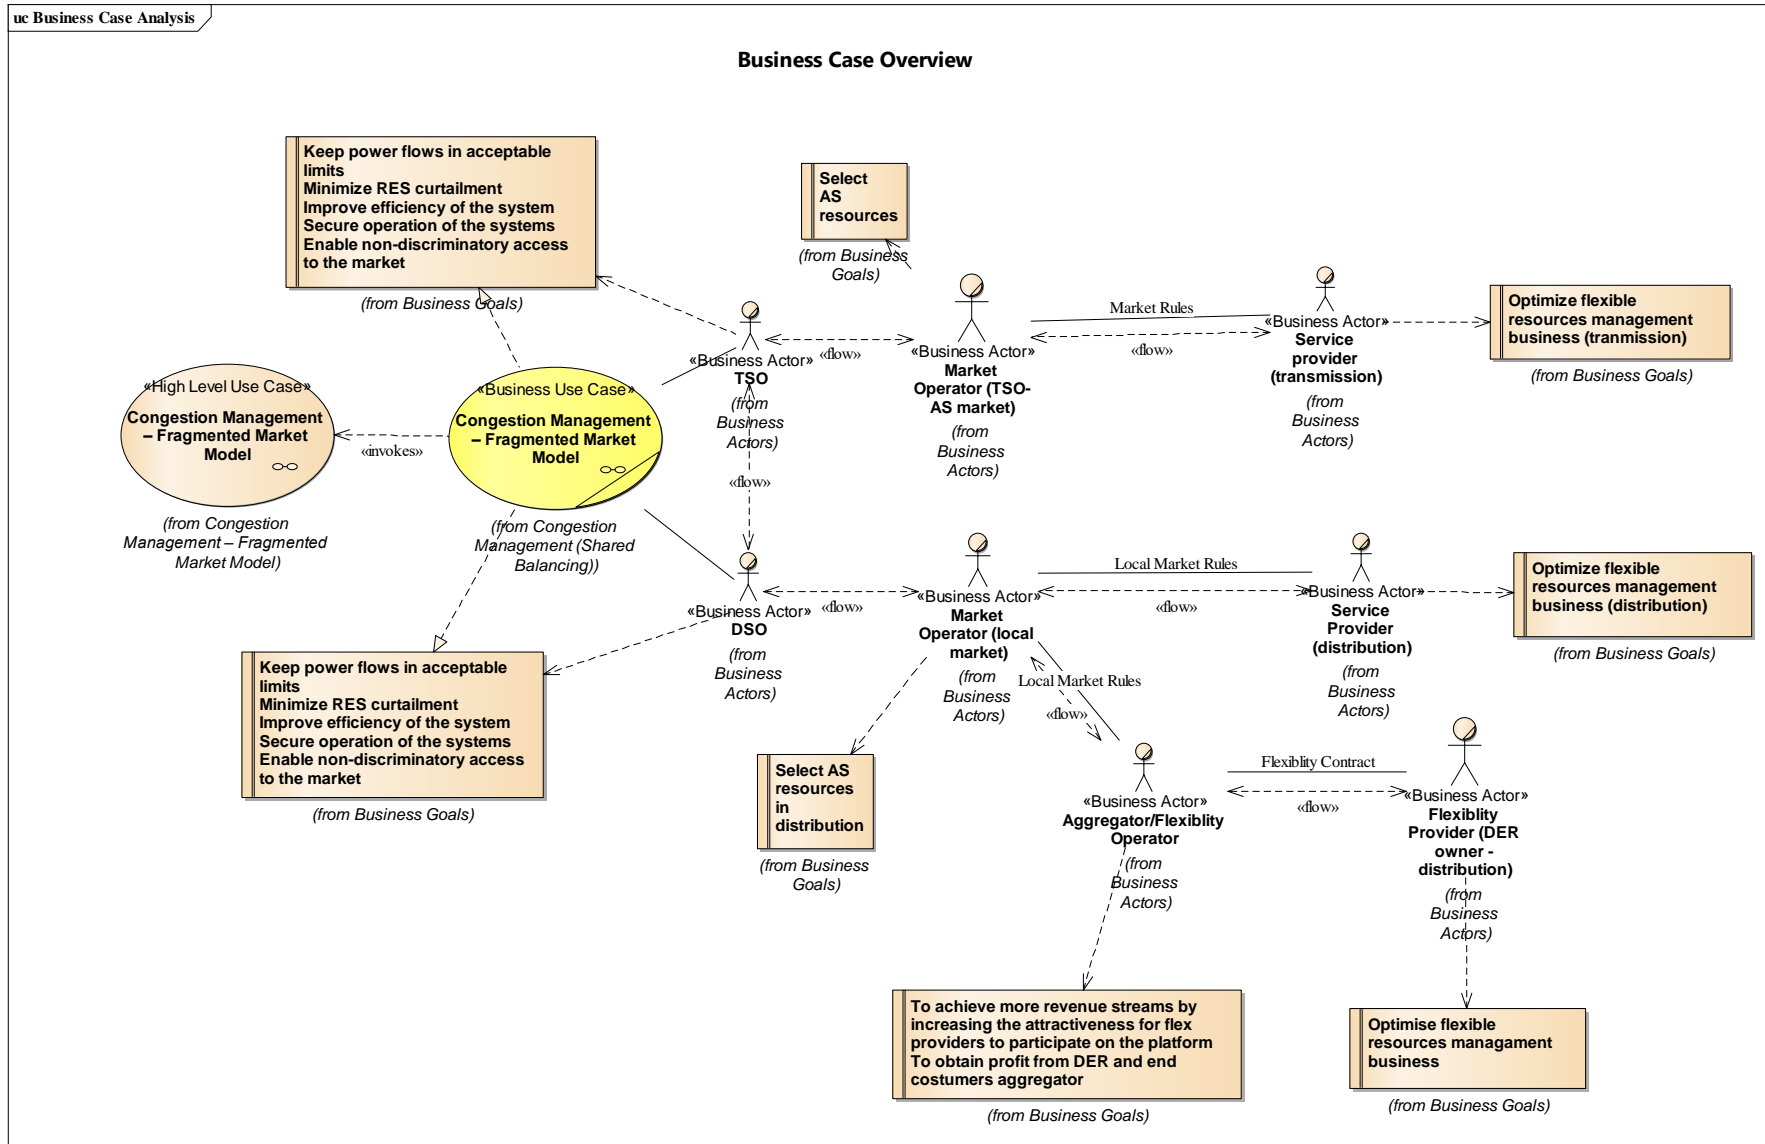 uc Business Case Analysis
Business Case Overview
Keep power flows in acceptable
limits
Minimize RES curtailment
Improve efficiency of the system
Secure operation of the systems
Enable non-discriminatory access
to the market
(from Business Goals)
Select
AS
resources
(from Business
Goals)
«Business Actor»
TSO
(from
Business
Actors)
«flow»
«Business Actor»
Market
Operator (TSO-
AS market)
(from
Business
Actors)
Market Rules
«flow»
«Business Actor»
Service
provider
(transmission)
(from
Business
Actors)
Optimize flexible
resources management
business (tranmission)
(from Business Goals)
«High Level Use Case»
Congestion Management
– Fragmented Market
Model
(from Congestion
Management – Fragmented
Market Model)
«invokes»
«Business Use Case»
Congestion Management
– Fragmented Market
Model
(from Congestion
Management (Shared
Balancing))
«flow»
«Business Actor»
DSO
(from
Business
Actors)
«flow»
«Business Actor»
Market
Operator (local
market)
(from
Business
Actors)
Local Market Rules
«flow»
«Business Actor»
Service
Provider
(distribution)
(from
Business
Actors)
Optimize flexible
resources management
business (distribution)
(from Business Goals)
Keep power flows in acceptable
limits
Minimize RES curtailment
Improve efficiency of the system
Secure operation of the systems
Enable non-discriminatory access
to the market
(from Business Goals)
Local Market Rules
«flow»
Select AS
resources
in
distribution
(from Business
Goals)
«Business Actor»
Aggregator/Flexiblity
Operator
(from
Business
Actors)
Flexiblity Contract
«flow»
«Business Actor»
Flexiblity
Provider (DER
owner -
distribution)
(from
Business
Actors)
To achieve more revenue streams by
increasing the attractiveness for flex
providers to participate on the platform
To obtain profit from DER and end
costumers aggregator
(from Business Goals)
Optimise flexible
resources managament
business
(from Business Goals)